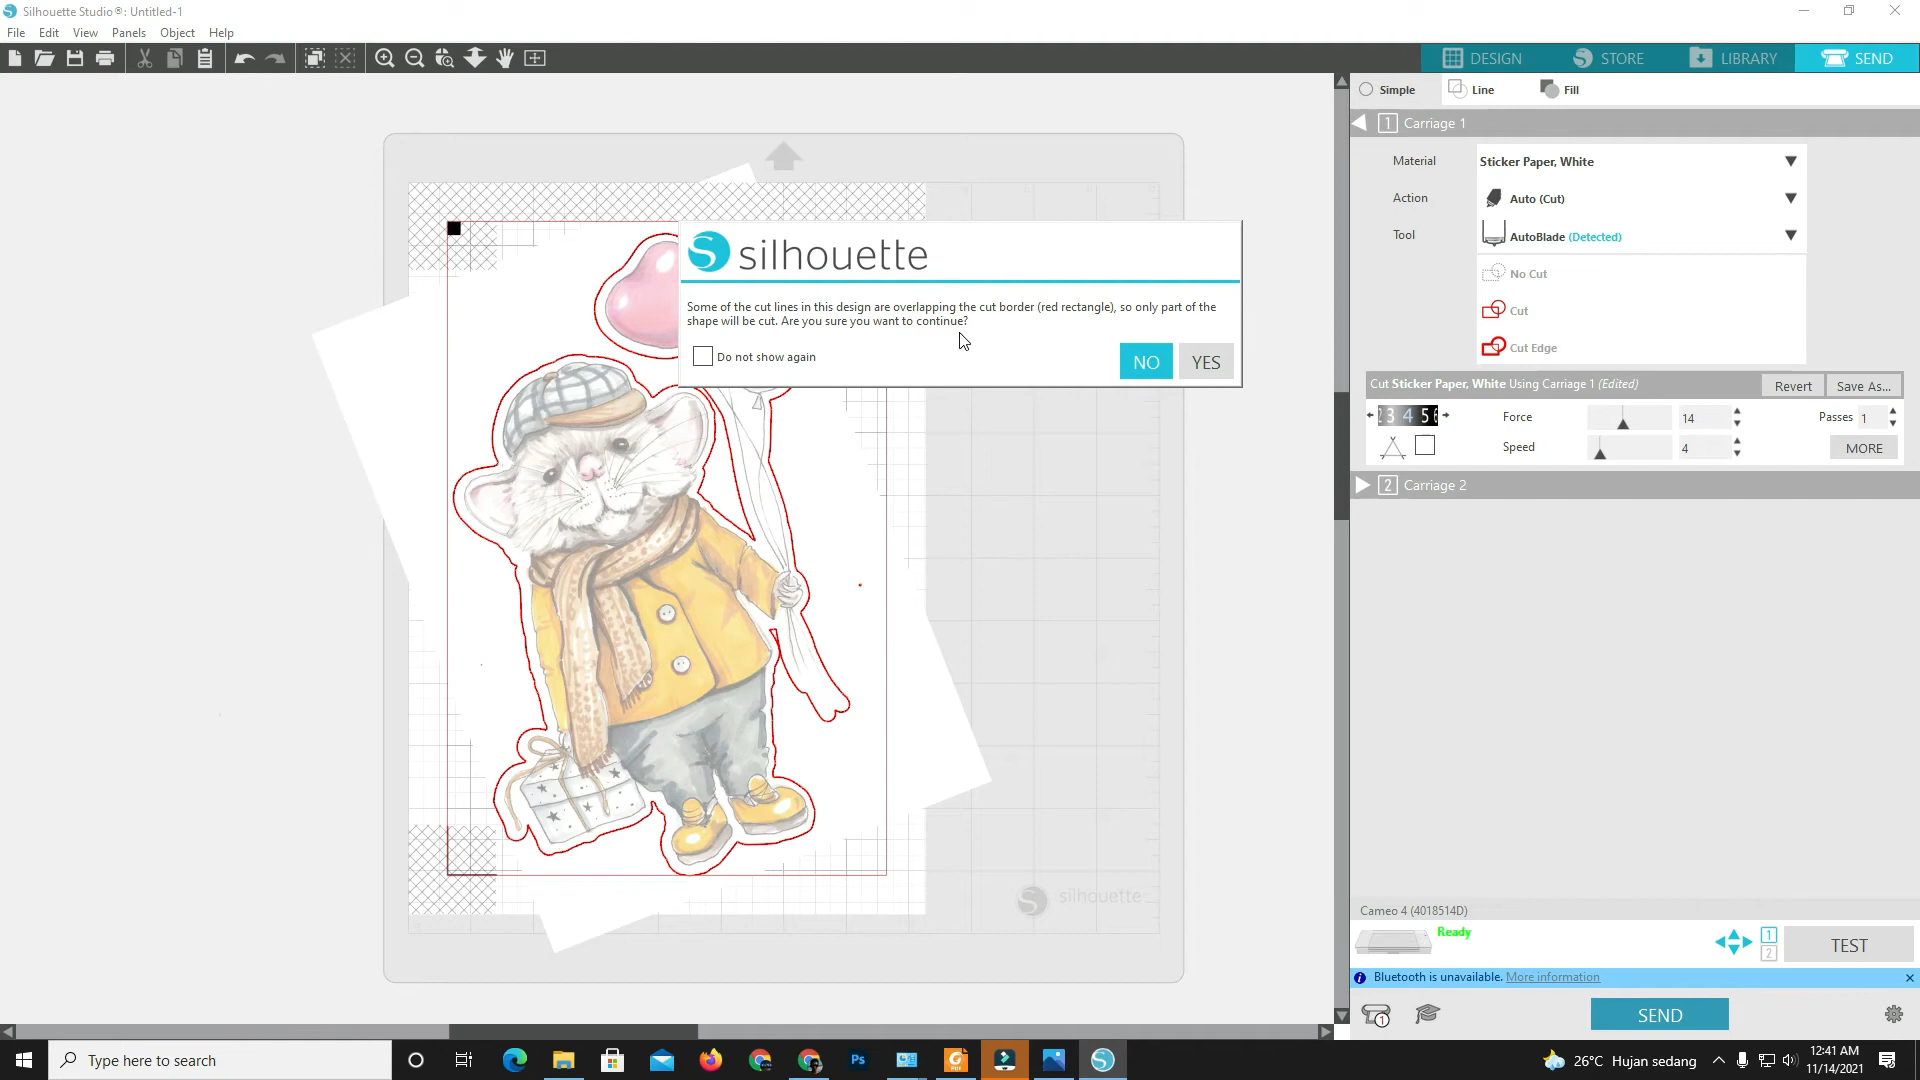 Silhouette Studio®: Untitled-1
File Edit View Panels Object Help
DESIGN STORE LIBRARY SEND
Simple Line Fill
1 Carriage 1
Material Sticker Paper, White
Action Auto (Cut)
Tool AutoBlade (Detected)
No Cut
Cut
Cut Edge
Cut Sticker Paper, White Using Carriage 1 (Edited) Revert Save As...
Force 14 Passes 1
Speed 4 MORE
2 Carriage 2
silhouette
Some of the cut lines in this design are overlapping the cut border (red rectangle), so only part of the
shape will be cut. Are you sure you want to continue?
Do not show again NO YES
silhouette
Cameo 4 (4018514D)
Ready
1
2
TEST
Bluetooth is unavailable. More information
1
SEND
Type here to search
26°C Hujan sedang
12:41 AM
11/14/2021